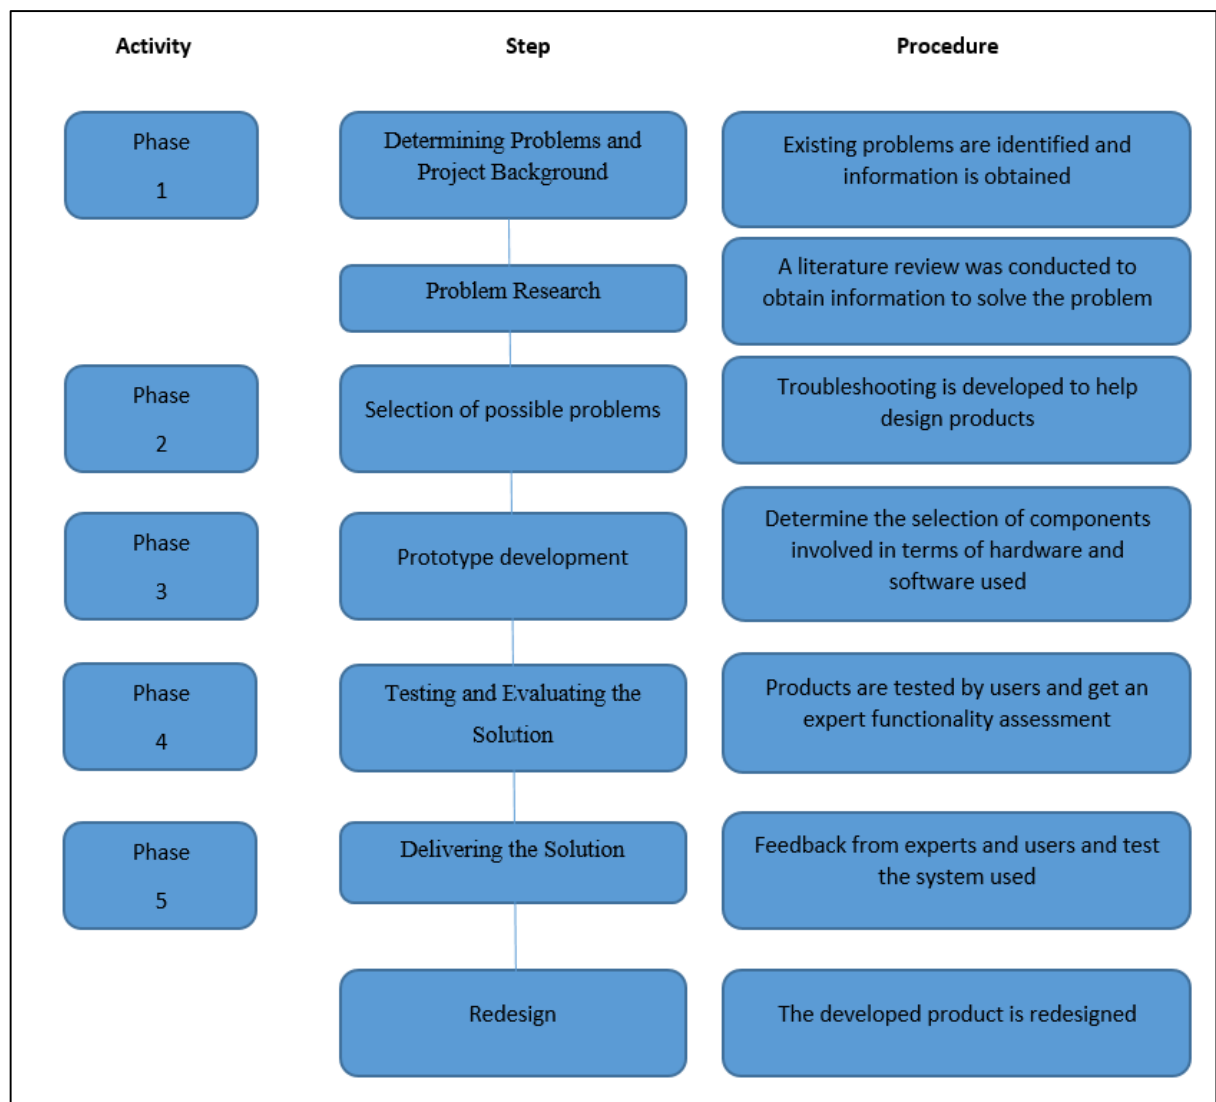 Activity
Step
Procedure
Phase
1
Determining Problems and
Project Background
Existing problems are identified and
information is obtained
Problem Research
A literature review was conducted to
obtain information to solve the problem
Phase
2
Selection of possible problems
Troubleshooting is developed to help
design products
Phase
3
Prototype development
Determine the selection of components
involved in terms of hardware and
software used
Phase
4
Testing and Evaluating the
Solution
Products are tested by users and get an
expert functionality assessment
Phase
5
Delivering the Solution
Feedback from experts and users and test
the system used
Redesign
The developed product is redesigned